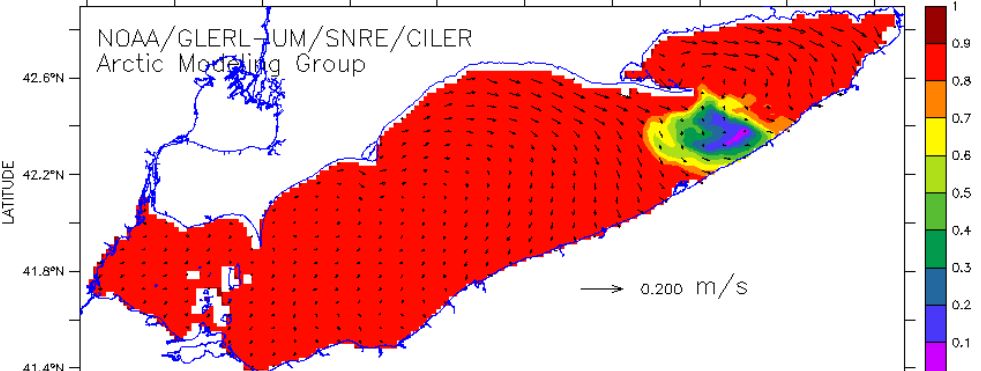 NOAA/GLERL-UM/SNRE/CILER
Arctic Modeling Group
LATITUDE
42.6°N
42.2°N
41.8°N
41.4°N
0.200 m/s
1
0.9
0.8
0.7
0.6
0.5
0.4
0.3
0.2
0.1